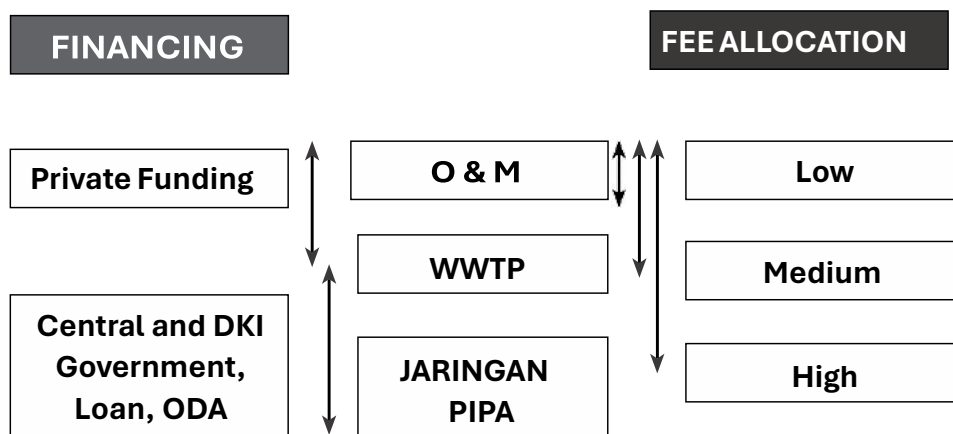 FINANCING
FEE ALLOCATION
Private Funding
O & M
Low
WWTP
Medium
Central and DKI
Government,
Loan, ODA
JARINGAN
PIPA
High